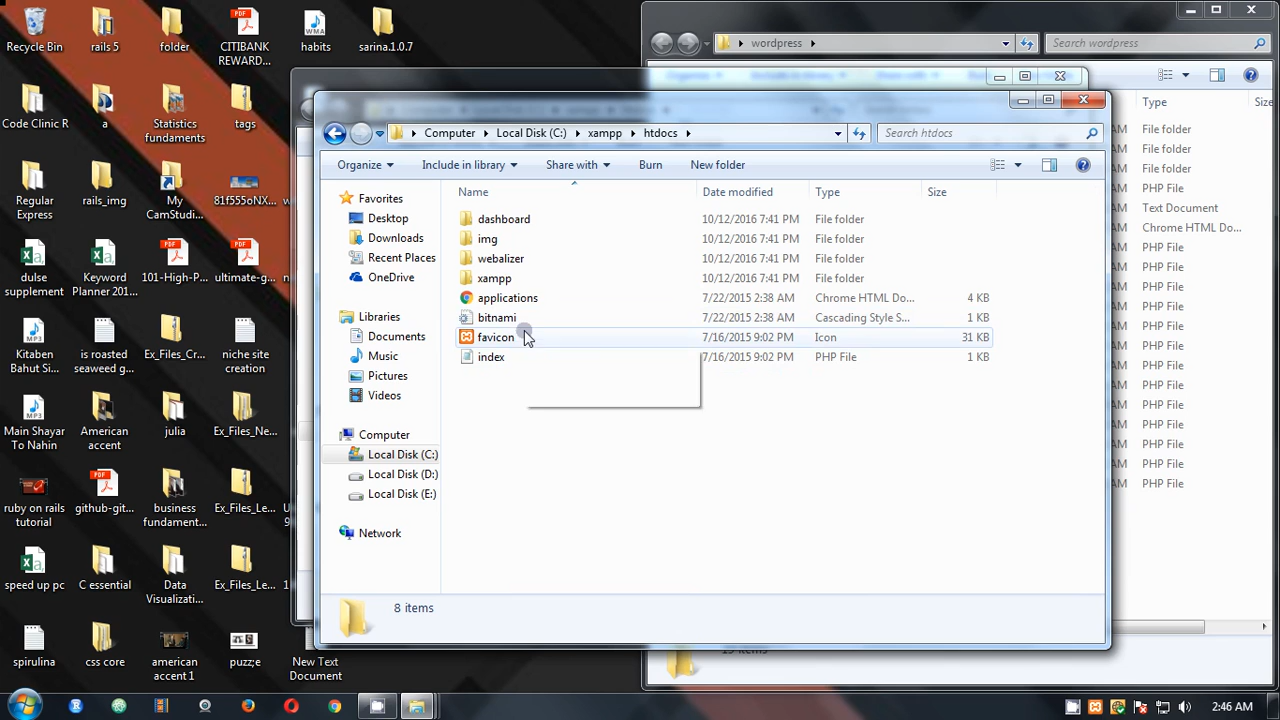 Recycle Bin
rails 5
folder
CITIBANK
REWARD...
habits
sarina.1.0.7
Code Clinic R
a
Statistics
fundaments
tags
Regular
Express
rails_img
My
CamStudi...
81f555oNX...
dulse
supplement
Keyword
Planner 201...
101-High-P...
ultimate-g...
Kitaben
Bahut Si...
is roasted
seaweed g...
Ex_Files_Cr...
niche site
creation
Main Shayar
To Nahin
American
accent
julia
Ex_Files_Ne...
ruby on rails
tutorial
github-git...
business
fundament...
Ex_Files_Le...
speed up pc
C essential
Data
Visualizatio...
Ex_Files_Le...
spirulina
css core
american
accent 1
puzz;e
New Text
Document
wordpress
Search wordpress
Type
Size
File folder
File folder
File folder
PHP File
Text Document
Chrome HTML Do...
PHP File
PHP File
PHP File
PHP File
PHP File
PHP File
PHP File
PHP File
PHP File
PHP File
PHP File
PHP File
PHP File
Computer
Local Disk (C:)
xampp
htdocs
Search htdocs
Organize
Include in library
Share with
Burn
New folder
Favorites
Desktop
Downloads
Recent Places
OneDrive
Libraries
Documents
Music
Pictures
Videos
Computer
Local Disk (C:)
Local Disk (D:)
Local Disk (E:)
Network
Name Date modified Type Size
dashboard 10/12/2016 7:41 PM File folder
img 10/12/2016 7:41 PM File folder
webalizer 10/12/2016 7:41 PM File folder
xampp 10/12/2016 7:41 PM File folder
applications 7/22/2015 2:38 AM Chrome HTML Do... 4 KB
bitnami 7/22/2015 2:38 AM Cascading Style S... 1 KB
favicon 7/16/2015 9:02 PM Icon 31 KB
index 7/16/2015 9:02 PM PHP File 1 KB
8 items
2:46 AM